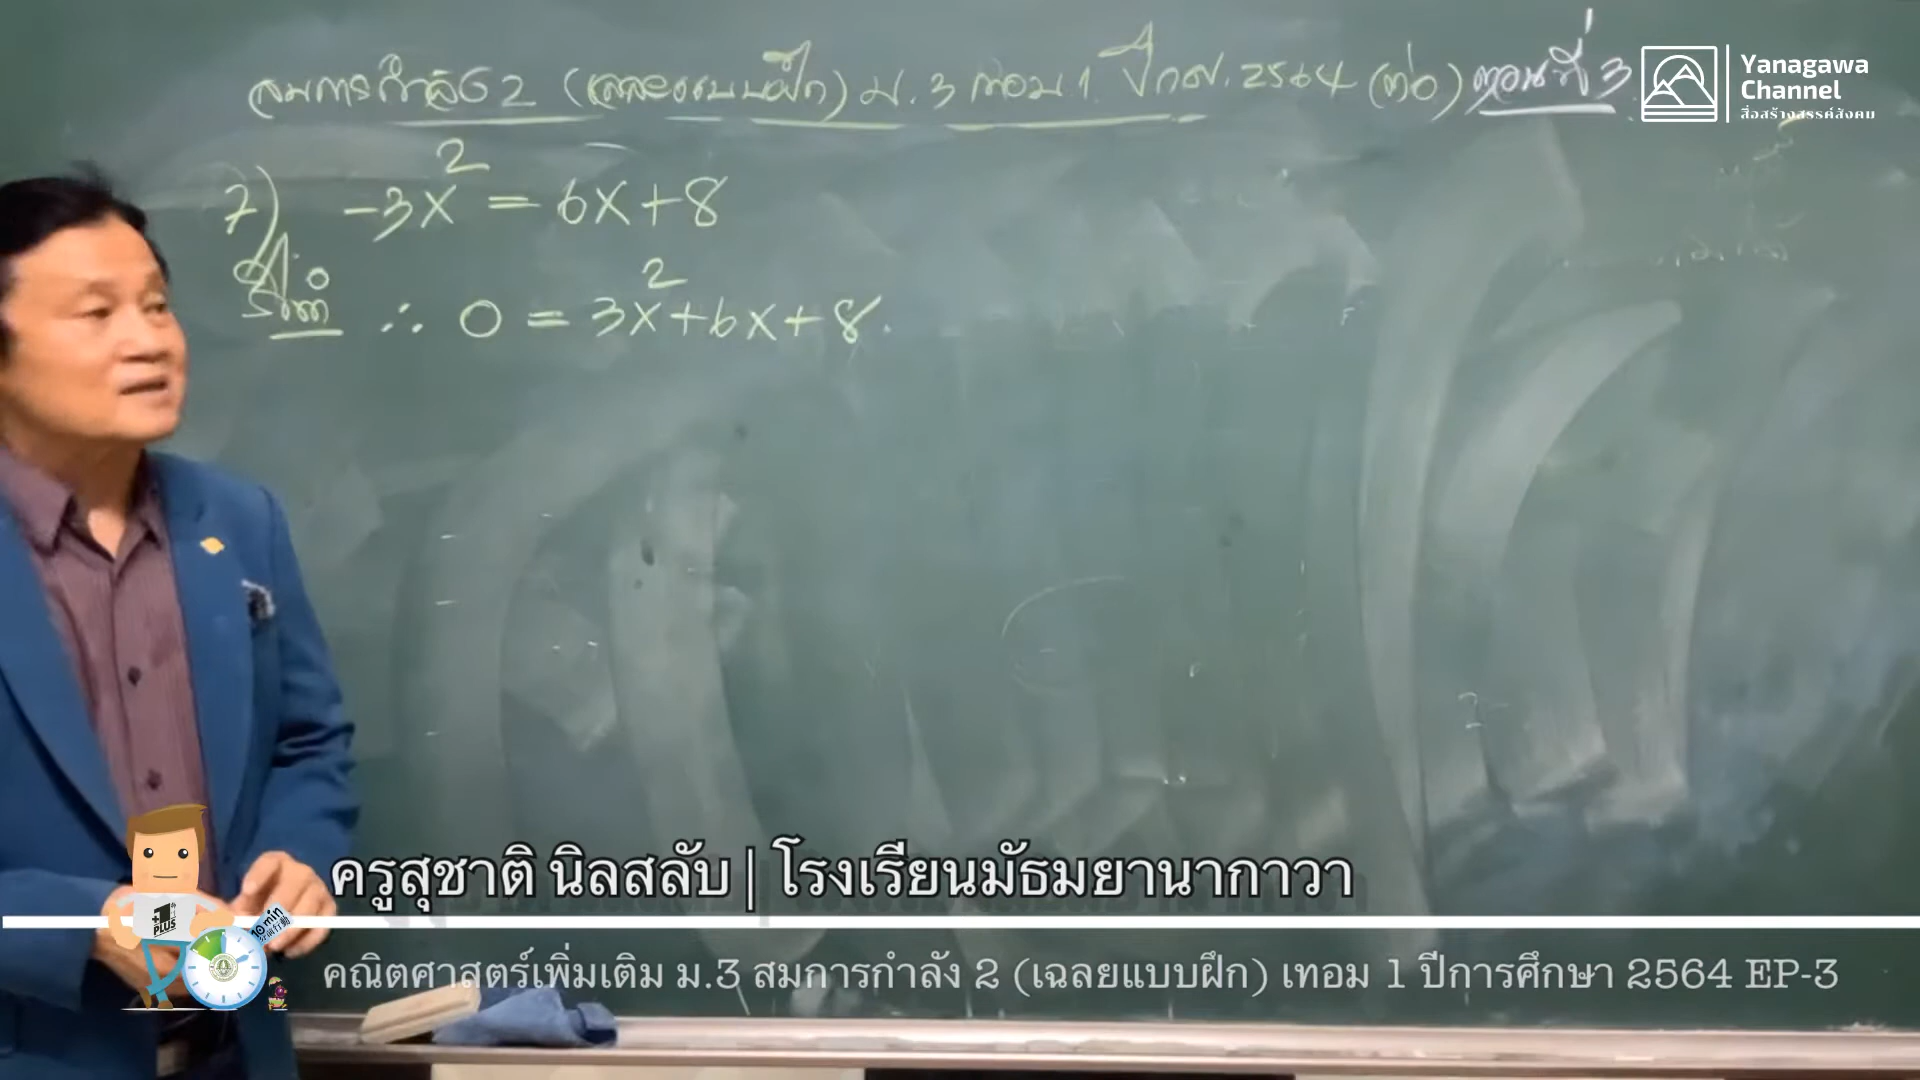 สมการกำลัง 2 (เฉลยแบบฝึก) ม.3 เทอม 1 ปีกศ. 2564 (ต่อ) ตอนที่ 3
Yanagawa
Channel
สื่อสร้างสรรค์สังคม
7) -3x² = 6x+8
วิธีทำ ∴ 0 = 3x²+6x+8
ครูสุชาติ นิลสลับ | โรงเรียนมัธมยานากาวา
+1
PLUS
10 min
คณิตศาสตร์เพิ่มเติม ม.3 สมการกำลัง 2 (เฉลยแบบฝึก) เทอม 1 ปีการศึกษา 2564 EP-3